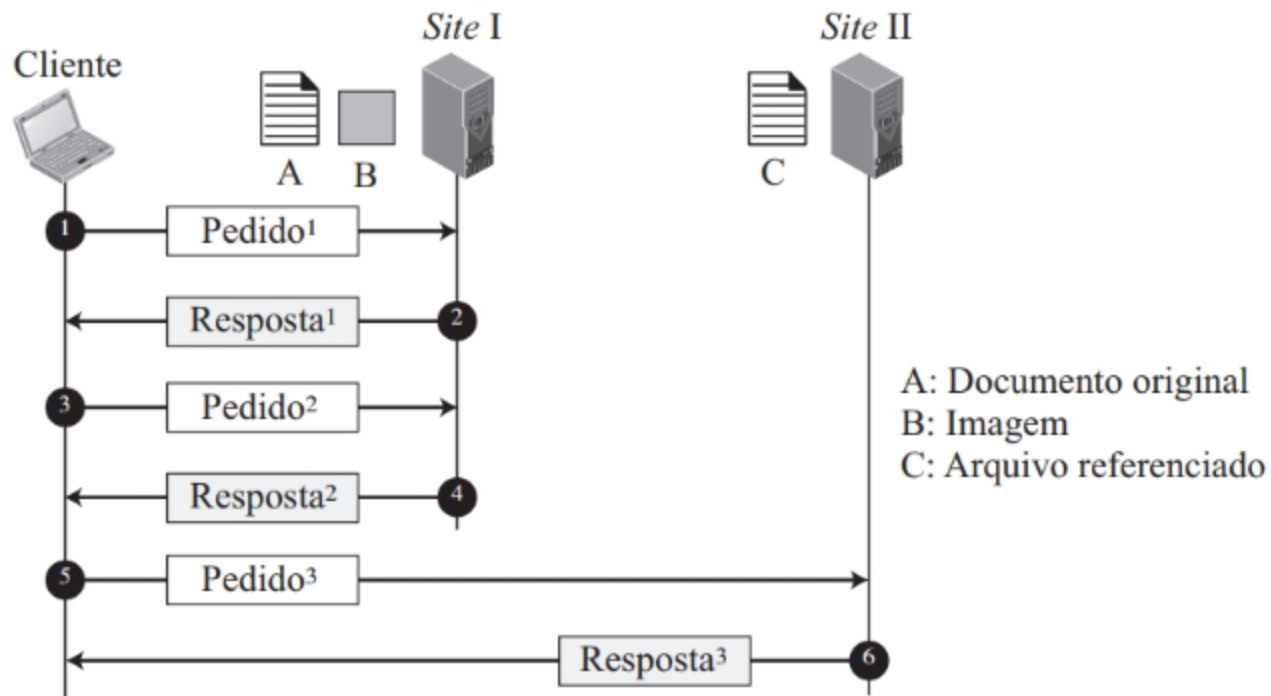 Site I
Site II
Cliente
A
B
C
1
Pedido¹
Resposta¹
2
3
Pedido²
Resposta²
4
5
Pedido³
Resposta³
6
A: Documento original
B: Imagem
C: Arquivo referenciado